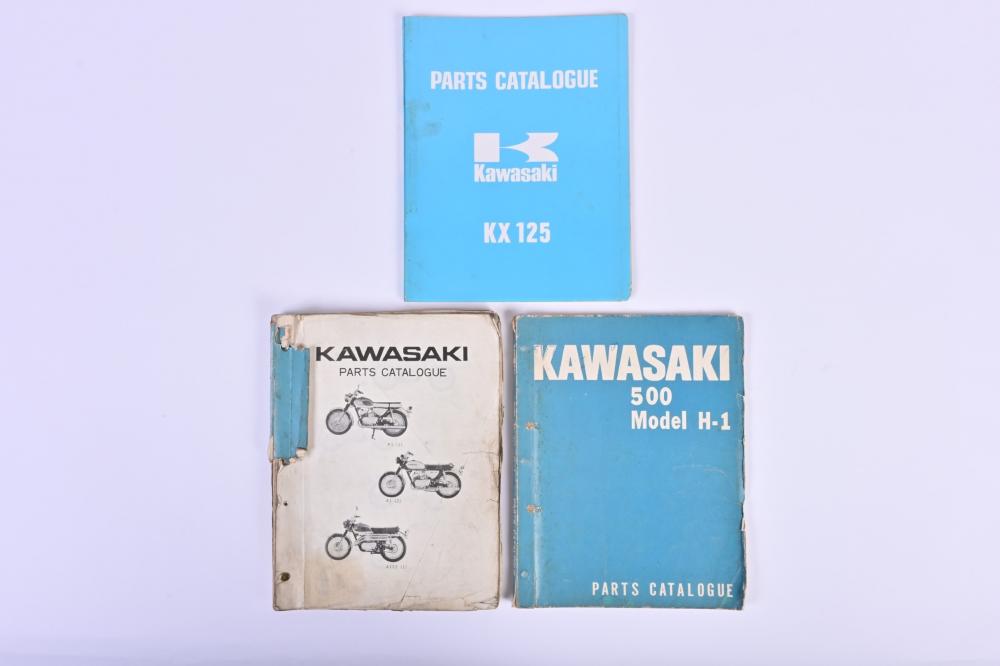 PARTS CATALOGUE
Kawasaki
KX 125
KAWASAKI
PARTS CATALOGUE
KAWASAKI
500
Model H-1
PARTS CATALOGUE